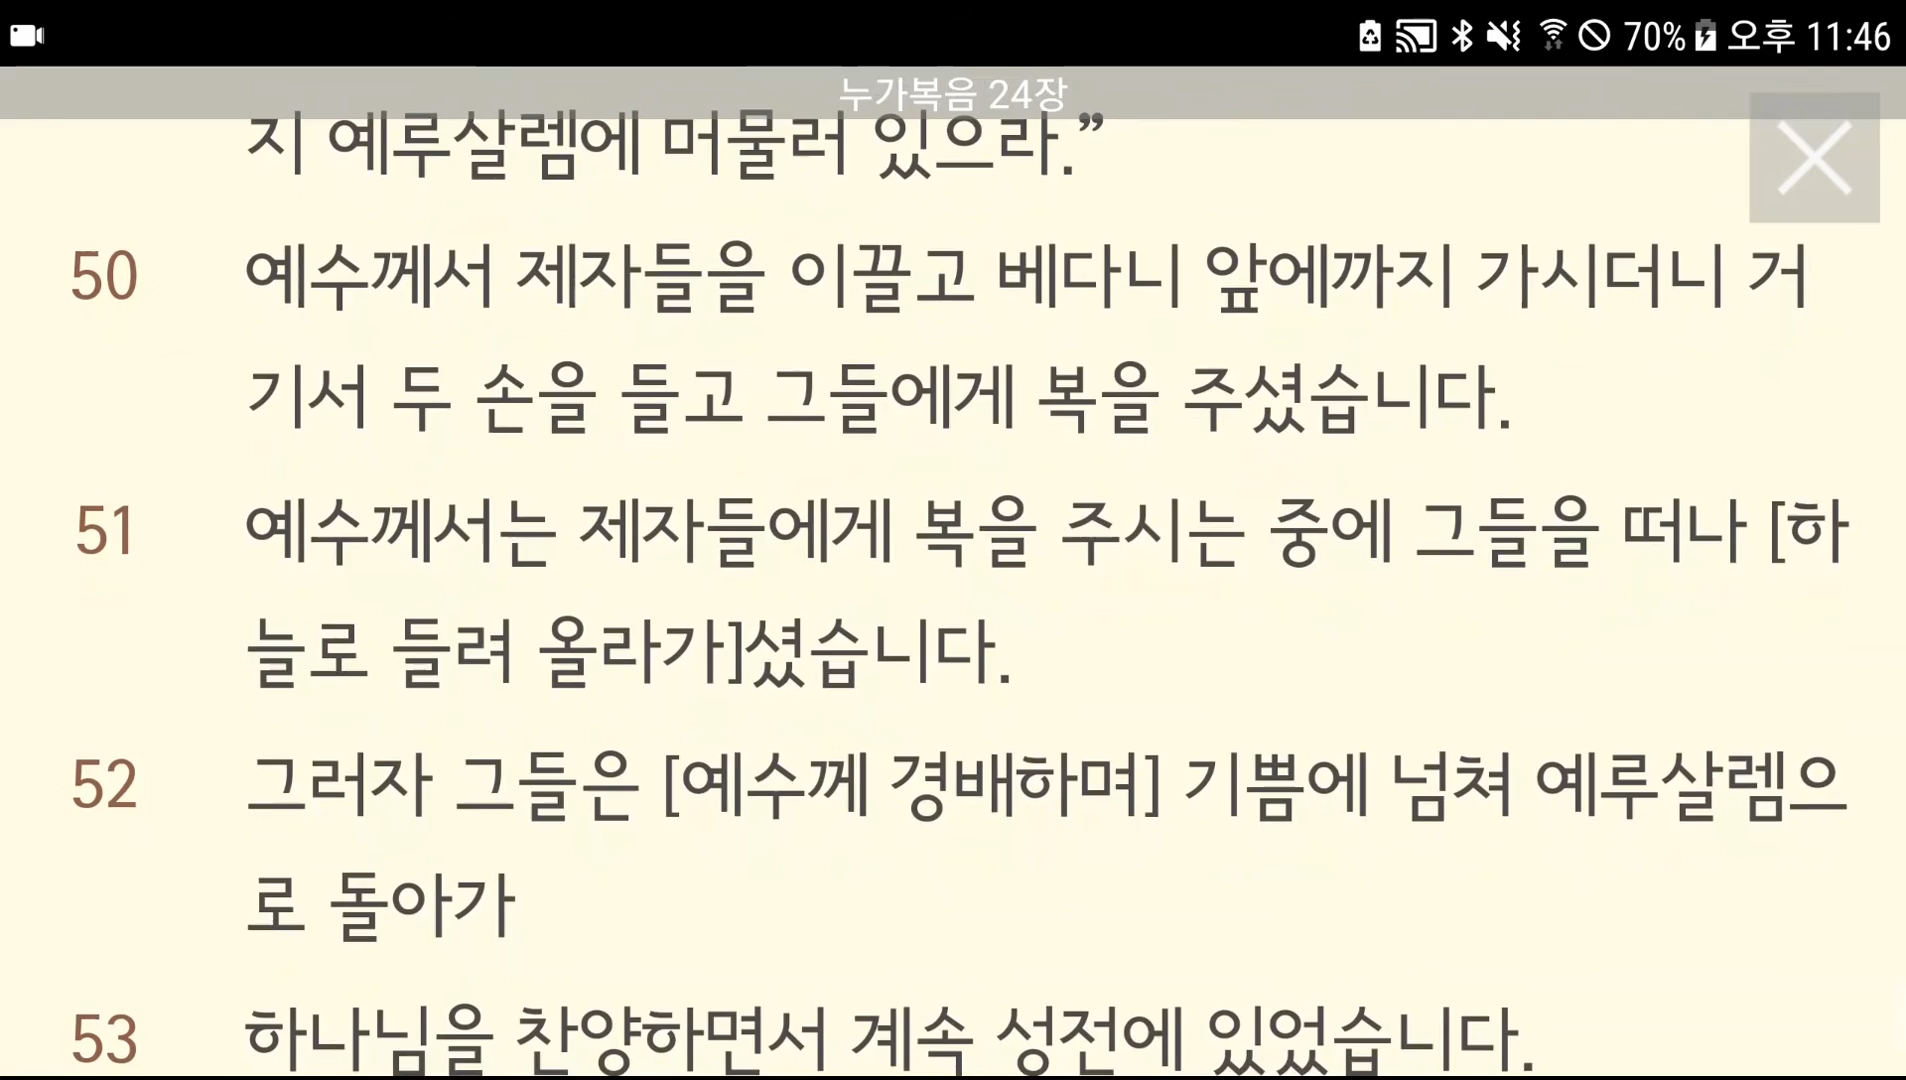 70% 오후 11:46
누가복음 24장
지 예루살렘에 머물러 있으라.”
50 예수께서 제자들을 이끌고 베다니 앞에까지 가시더니 거
기서 두 손을 들고 그들에게 복을 주셨습니다.
51 예수께서는 제자들에게 복을 주시는 중에 그들을 떠나 [하
늘로 들려 올라가]셨습니다.
52 그러자 그들은 [예수께 경배하며] 기쁨에 넘쳐 예루살렘으
로 돌아가
53 하나님을 찬양하면서 계속 성전에 있었습니다.